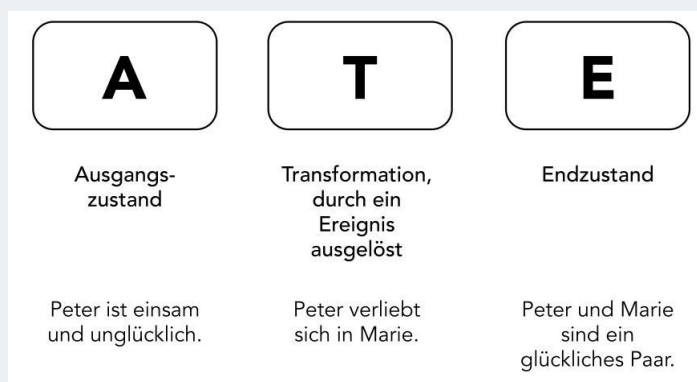 A
Ausgangs-
zustand
Peter ist einsam
und unglücklich.
T
Transformation,
durch ein
Ereignis
ausgelöst
Peter verliebt
sich in Marie.
E
Endzustand
Peter und Marie
sind ein
glückliches Paar.